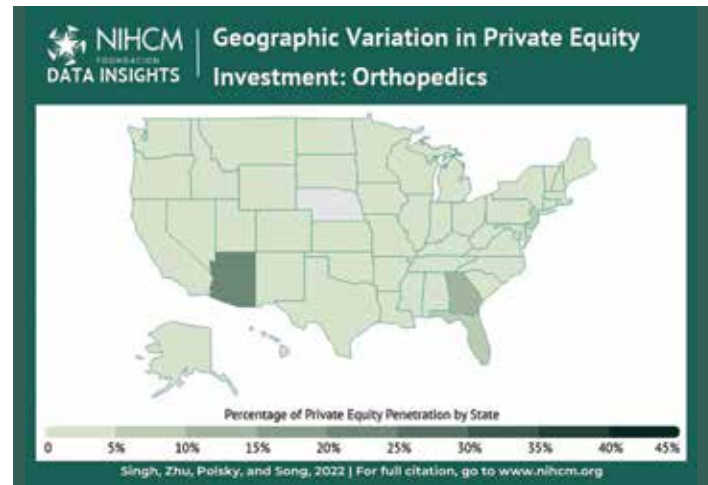 NIHCM
FOUNDATION
DATA INSIGHTS
Geographic Variation in Private Equity
Investment: Orthopedics
Percentage of Private Equity Penetration by State
0 5% 10% 15% 20% 25% 30% 35% 40% 45%
Singh, Zhu, Polsky, and Song, 2022 | For full citation, go to www.nihcm.org